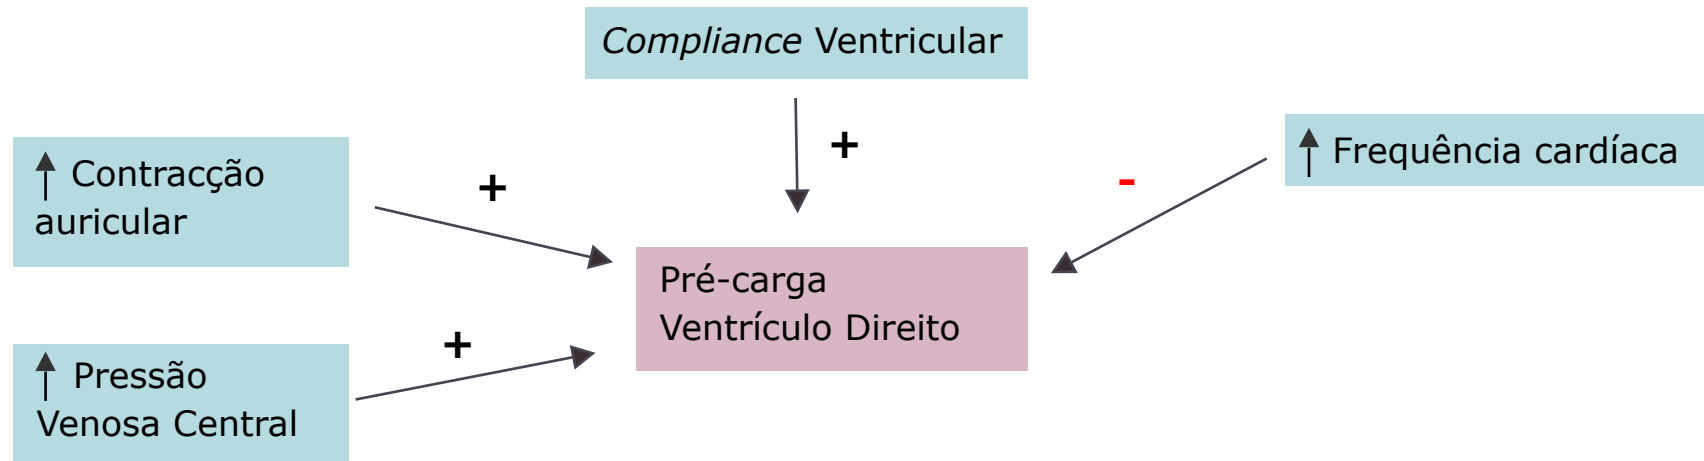 Compliance Ventricular
+
↑ Frequência cardíaca
↑ Contracção
auricular
+
-
Pré-carga
Ventrículo Direito
+
↑ Pressão
Venosa Central